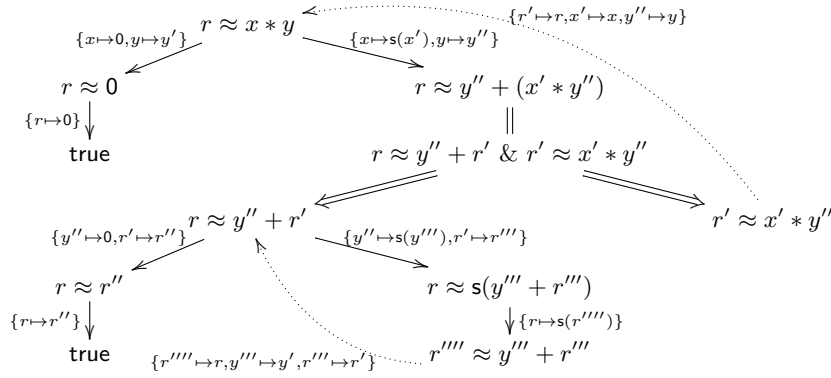 r ≈ x ∗ y
{r′↦r,x′↦x,y″↦y}
{x↦0,y↦y′}
{x↦s(x′),y↦y″}
r ≈ 0
r ≈ y″ + (x′ ∗ y″)
{r↦0}
true
r ≈ y″ + r′ & r′ ≈ x′ ∗ y″
r ≈ y″ + r′
r′ ≈ x′ ∗ y″
{y″↦0,r′↦r″}
{y″↦s(y‴),r′↦r‴}
r ≈ r″
r ≈ s(y‴ + r‴)
{r↦r″}
{r↦s(r⁗)}
true
{r⁗↦r,y‴↦y′,r‴↦r′}
r⁗ ≈ y‴ + r‴